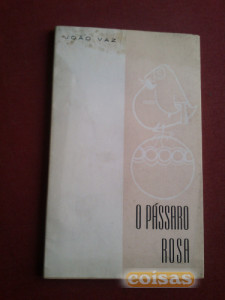 JOÃO VAZ
O PÁSSARO
ROSA
coisas